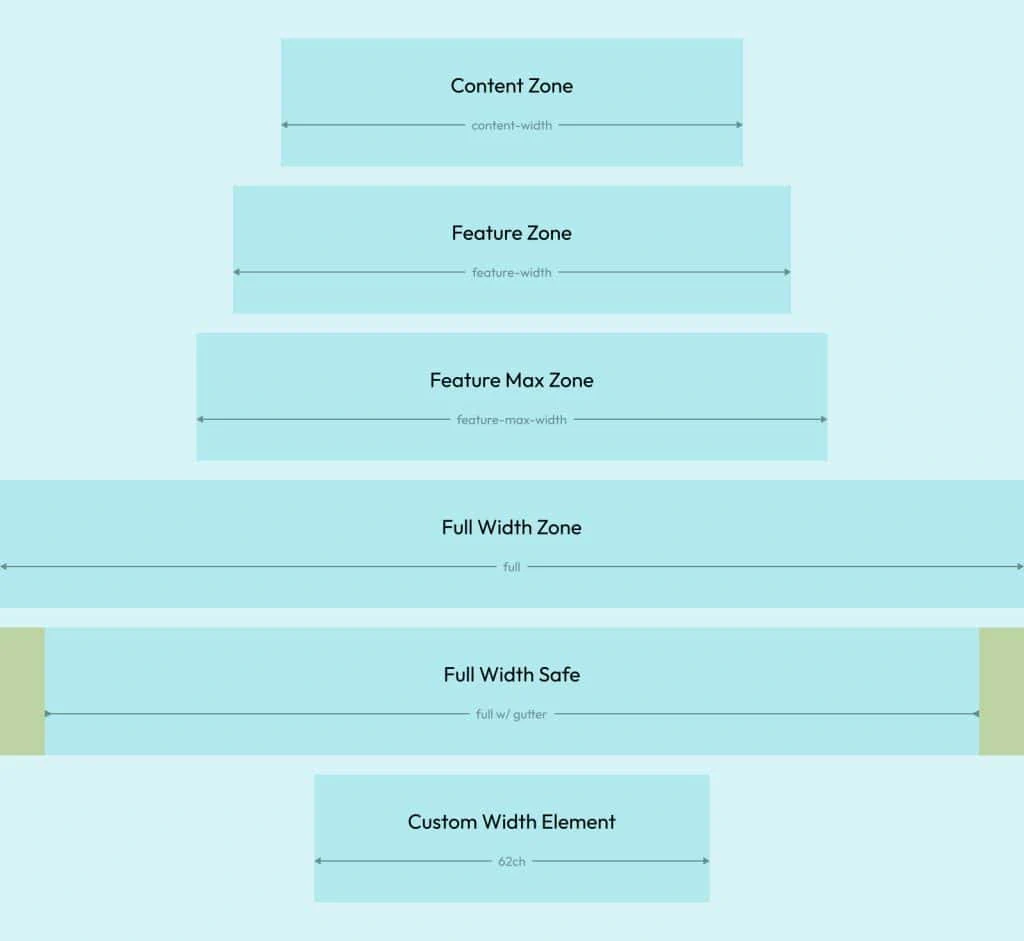 Content Zone
content-width
Feature Zone
feature-width
Feature Max Zone
feature-max-width
Full Width Zone
full
Full Width Safe
full w/ gutter
Custom Width Element
62ch